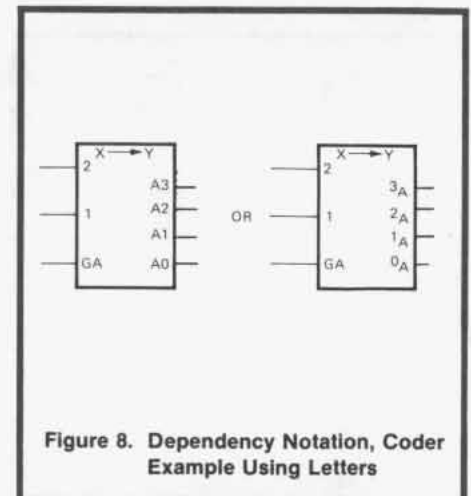 X → Y
2
A3
A2
1
A1
GA
A0
OR
X → Y
2
3A
2A
1
1A
GA
0A
Figure 8. Dependency Notation, Coder
Example Using Letters